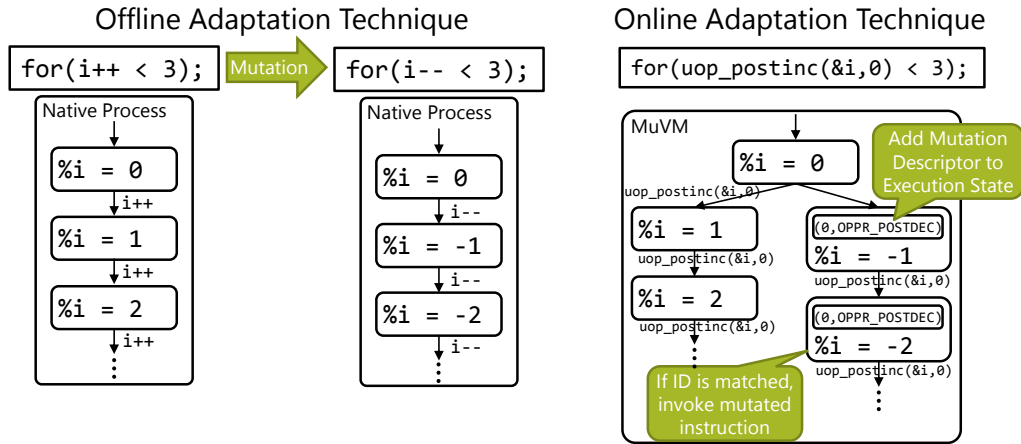 Offline Adaptation Technique
for(i++ < 3);
Mutation
for(i-- < 3);
Native Process
%i = 0
i++
%i = 1
i++
%i = 2
i++
Native Process
%i = 0
i--
%i = -1
i--
%i = -2
i--
Online Adaptation Technique
for(uop_postinc(&i,0) < 3);
MuVM
%i = 0
Add Mutation
Descriptor to
Execution State
uop_postinc(&i,0)
%i = 1
uop_postinc(&i,0)
%i = 2
uop_postinc(&i,0)
(0,OPPR_POSTDEC)
%i = -1
uop_postinc(&i,0)
(0,OPPR_POSTDEC)
%i = -2
uop_postinc(&i,0)
If ID is matched,
invoke mutated
instruction